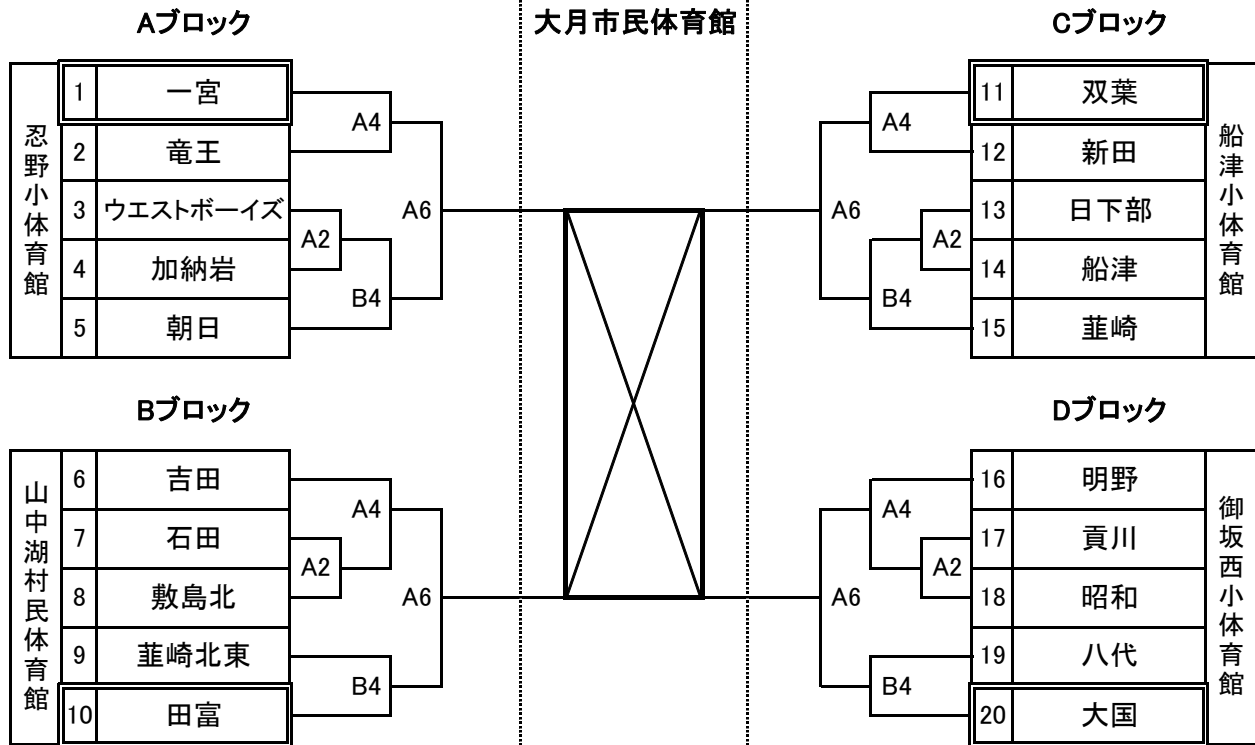 Aブロック
大月市民体育館
Cブロック
忍野小体育館
1 一宮
2 竜王
3 ウエストボーイズ
4 加納岩
5 朝日
A4
A2
B4
A6
A4
A2
B4
A6
11 双葉
12 新田
13 日下部
14 船津
15 韮崎
船津小体育館
Bブロック
Dブロック
山中湖村民体育館
6 吉田
7 石田
8 敷島北
9 韮崎北東
10 田富
A4
A2
B4
A6
A4
A2
B4
A6
16 明野
17 貢川
18 昭和
19 八代
20 大国
御坂西小体育館